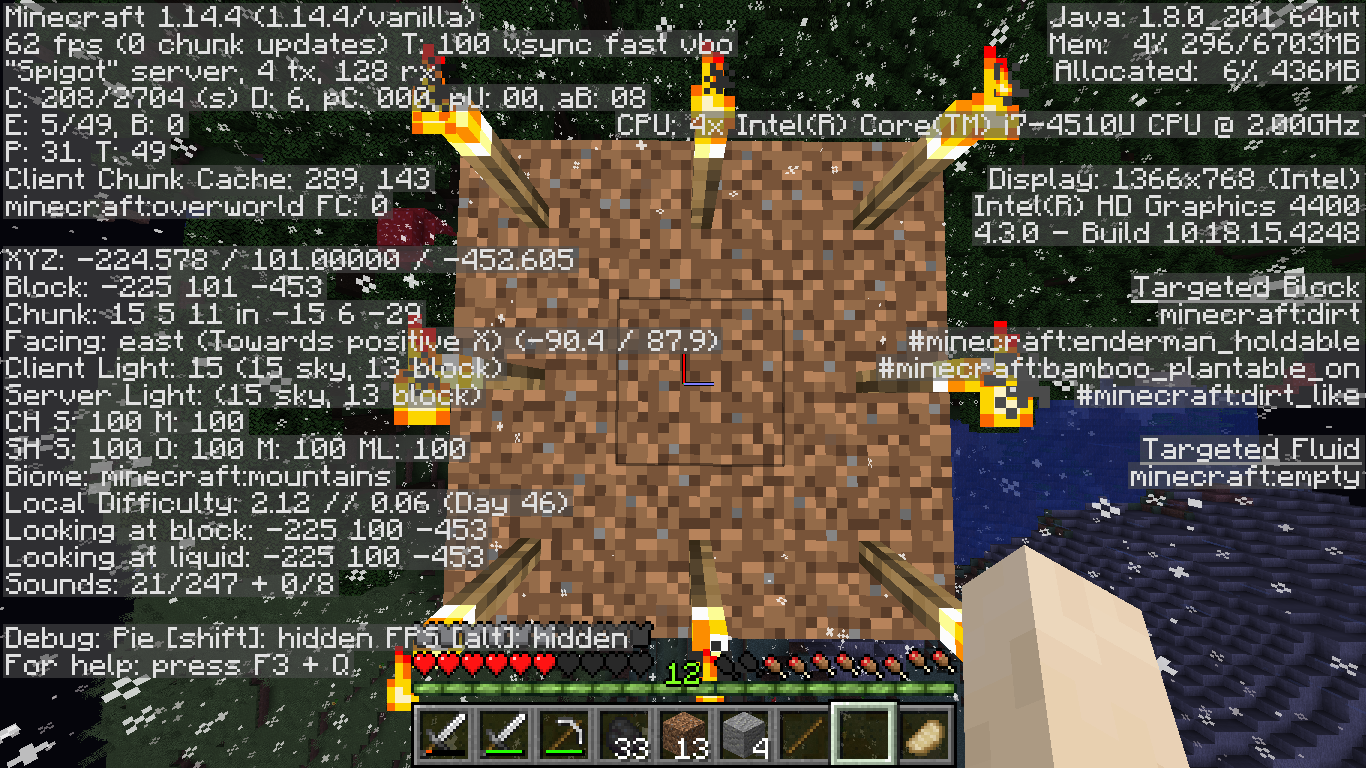 Minecraft 1.14.4 (1.14.4/vanilla)
62 fps (0 chunk updates) T: 100 vsync fast vbo
"Spigot" server, 4 tx, 128 rx
C: 208/2704 (s) D: 6, pC: 000, pU: 00, aB: 08
E: 5/49, B: 0
P: 31. T: 49
Client Chunk Cache: 289, 143
minecraft:overworld FC: 0
XYZ: -224.578 / 101.00000 / -452.605
Block: -225 101 -453
Chunk: 15 5 11 in -15 6 -29
Facing: east (Towards positive X) (-90.4 / 87.9)
Client Light: 15 (15 sky, 13 block)
Server Light: (15 sky, 13 block)
CH S: 100 M: 100
SH S: 100 O: 100 M: 100 ML: 100
Biome: minecraft:mountains
Local Difficulty: 2.12 // 0.06 (Day 46)
Looking at block: -225 100 -453
Looking at liquid: -225 100 -453
Sounds: 21/247 + 0/8
Debug: Pie [shift]: hidden FPS [alt]: hidden
For help: press F3 + Q
Java: 1.8.0_201 64bit
Mem: 4% 296/6703MB
Allocated: 6% 436MB
CPU: 4x Intel(R) Core(TM) i7-4510U CPU @ 2.00GHz
Display: 1366x768 (Intel)
Intel(R) HD Graphics 4400
4.3.0 - Build 10.18.15.4248
Targeted Block
minecraft:dirt
#minecraft:enderman_holdable
#minecraft:bamboo_plantable_on
#minecraft:dirt_like
Targeted Fluid
minecraft:empty
12
33
13
4